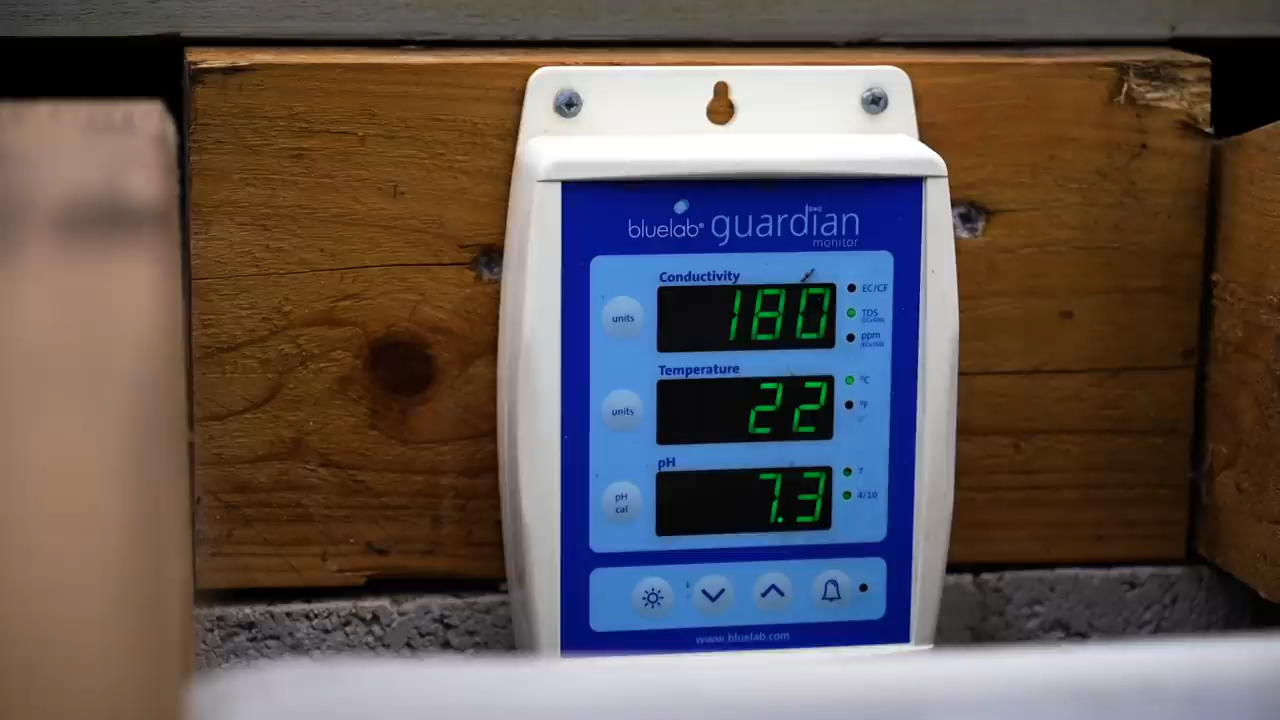 bluelab® guardian
monitor
Conductivity
units
180
EC/CF
TDS
ppm
Temperature
units
22
°C
°F
pH
pH
cal
7.3
7
4/10
www.bluelab.com